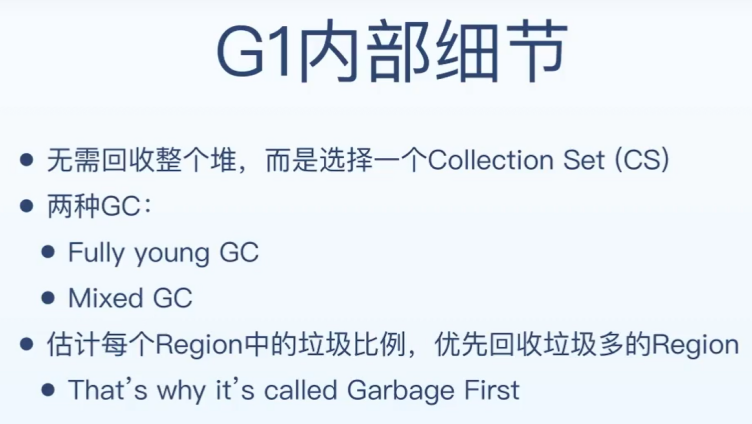 G1内部细节
• 无需回收整个堆，而是选择一个Collection Set (CS)
• 两种GC：
• Fully young GC
• Mixed GC
• 估计每个Region中的垃圾比例，优先回收垃圾多的Region
• That's why it's called Garbage First